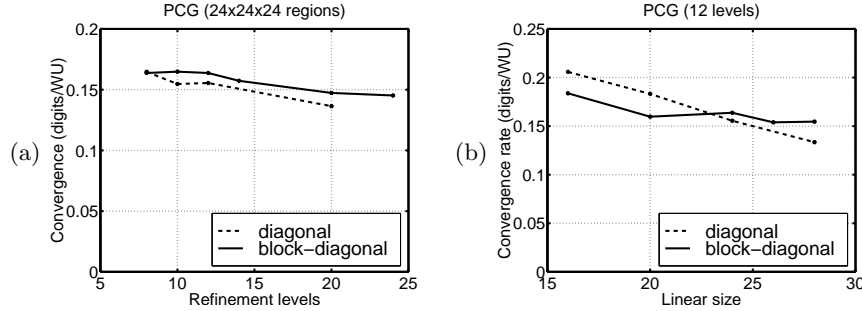 PCG (24x24x24 regions)
0.2
0.15
0.1
0.05
0
Convergence (digits/WU)
(a)
diagonal
block−diagonal
5
10
15
20
25
Refinement levels
PCG (12 levels)
0.25
0.2
0.15
0.1
0.05
0
Convergence rate (digits/WU)
(b)
diagonal
block−diagonal
15
20
25
30
Linear size